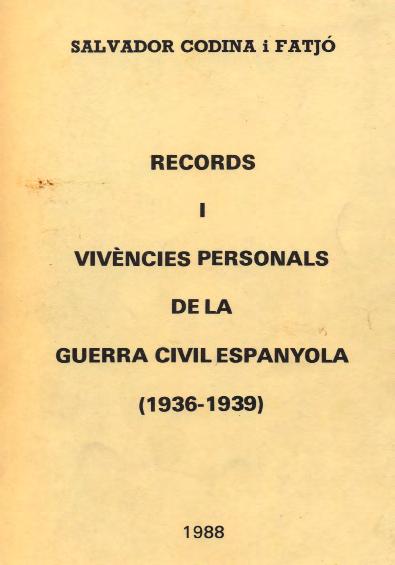 SALVADOR CODINA i FATJÓ
RECORDS
I
VIVÈNCIES PERSONALS
DE LA
GUERRA CIVIL ESPANYOLA
(1936-1939)
1988